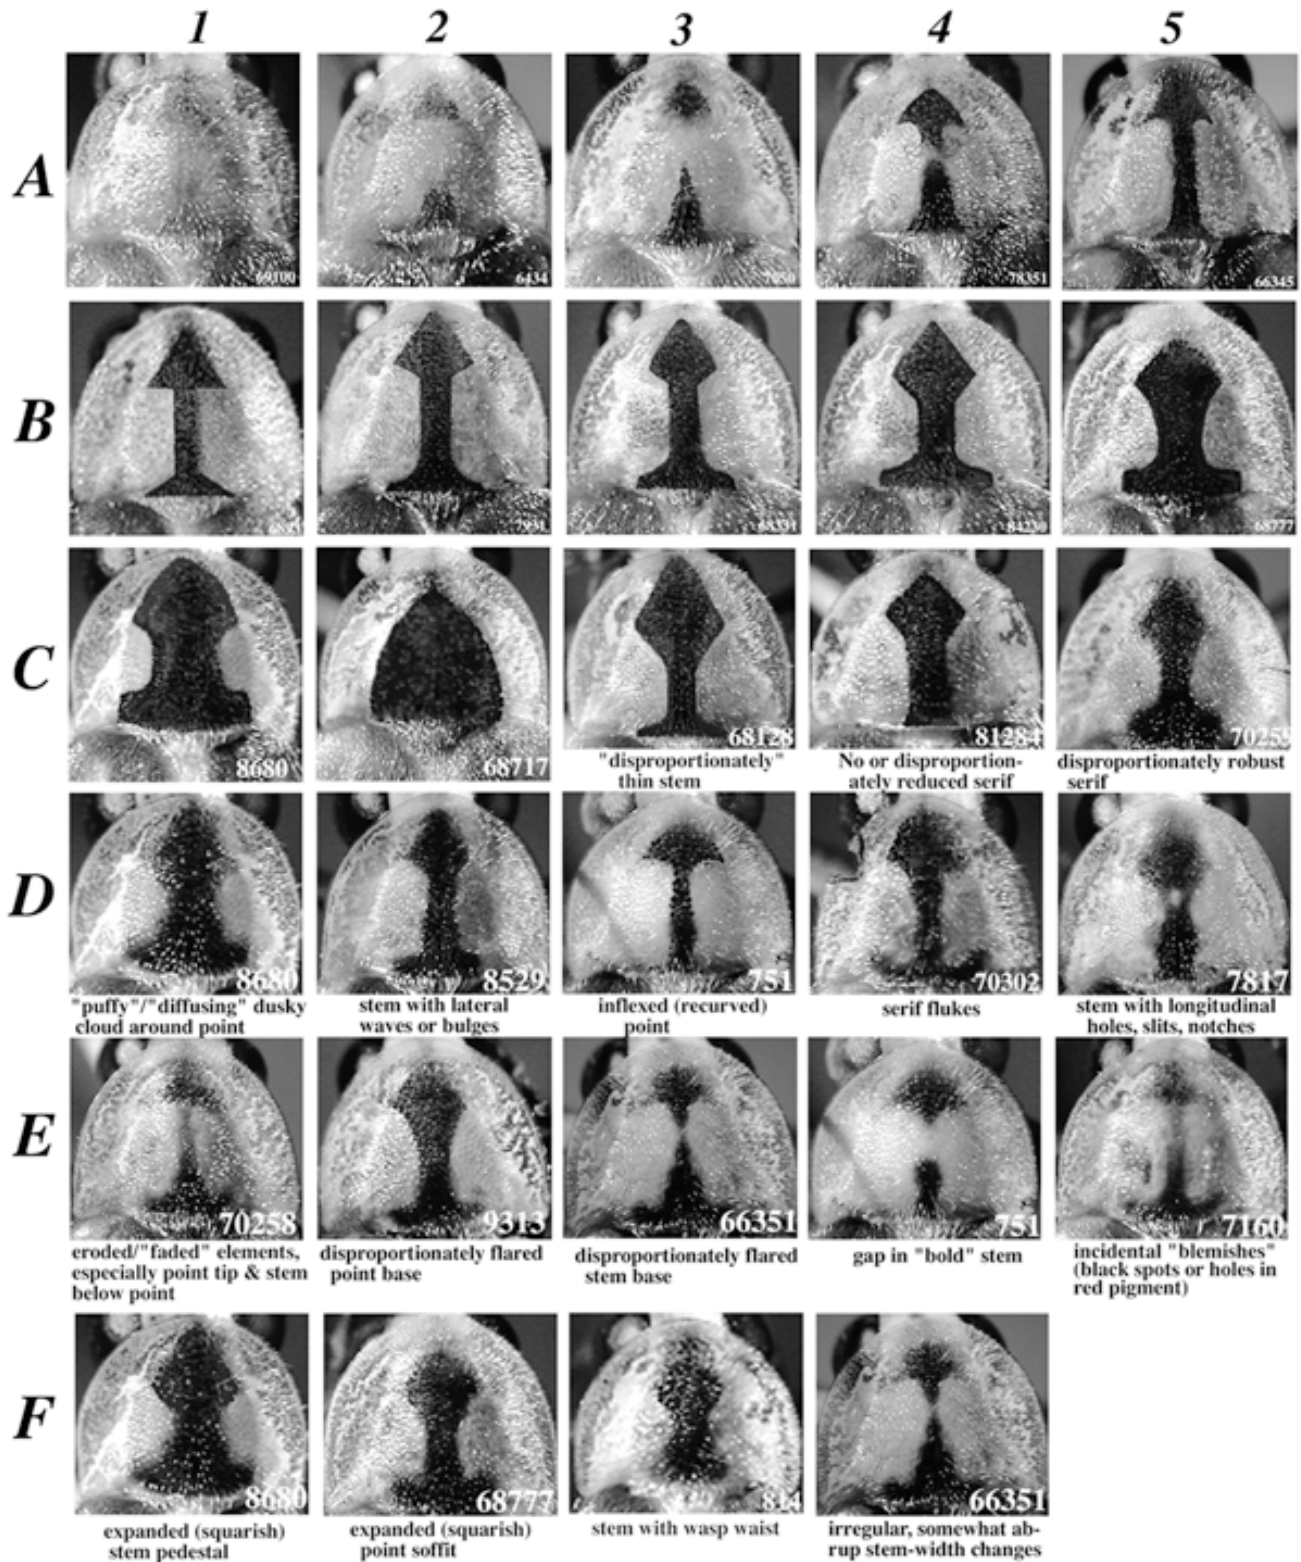 1 2 3 4 5
A
69100 6434 78351 66345
B
7931 68331 84230 68777
C
8680 68717 68128 81284 70255
"disproportionately"
thin stem
No or disproportion-
ately reduced serif
disproportionately robust
serif
D
8680 8529 751 70302 7817
"puffy"/"diffusing" dusky
cloud around point
stem with lateral
waves or bulges
inflexed (recurved)
point
serif flukes
stem with longitudinal
holes, slits, notches
E
70258 9313 66351 751 7160
eroded/"faded" elements,
especially point tip & stem
below point
disproportionately flared
point base
disproportionately flared
stem base
gap in "bold" stem
incidental "blemishes"
(black spots or holes in
red pigment)
F
8680 68777 814 66351
expanded (squarish)
stem pedestal
expanded (squarish)
point soffit
stem with wasp waist
irregular, somewhat ab-
rup stem-width changes